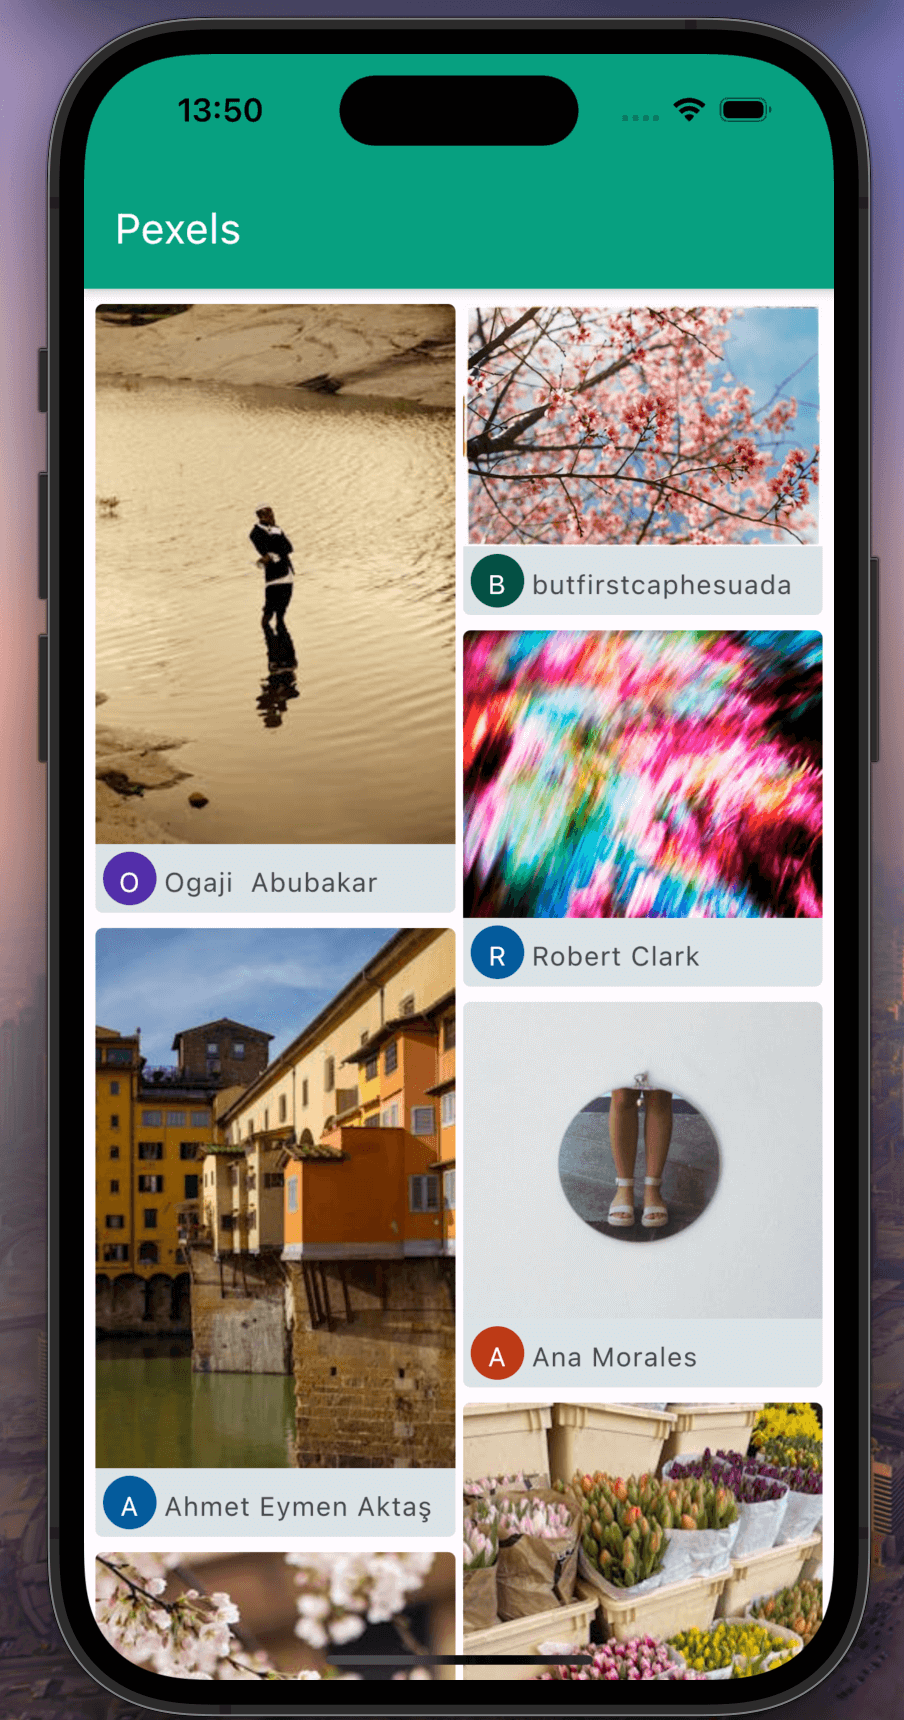 13:50
Pexels
O Ogaji  Abubakar
B butfirstcaphesuada
R Robert Clark
A Ana Morales
A Ahmet Eymen Aktaş